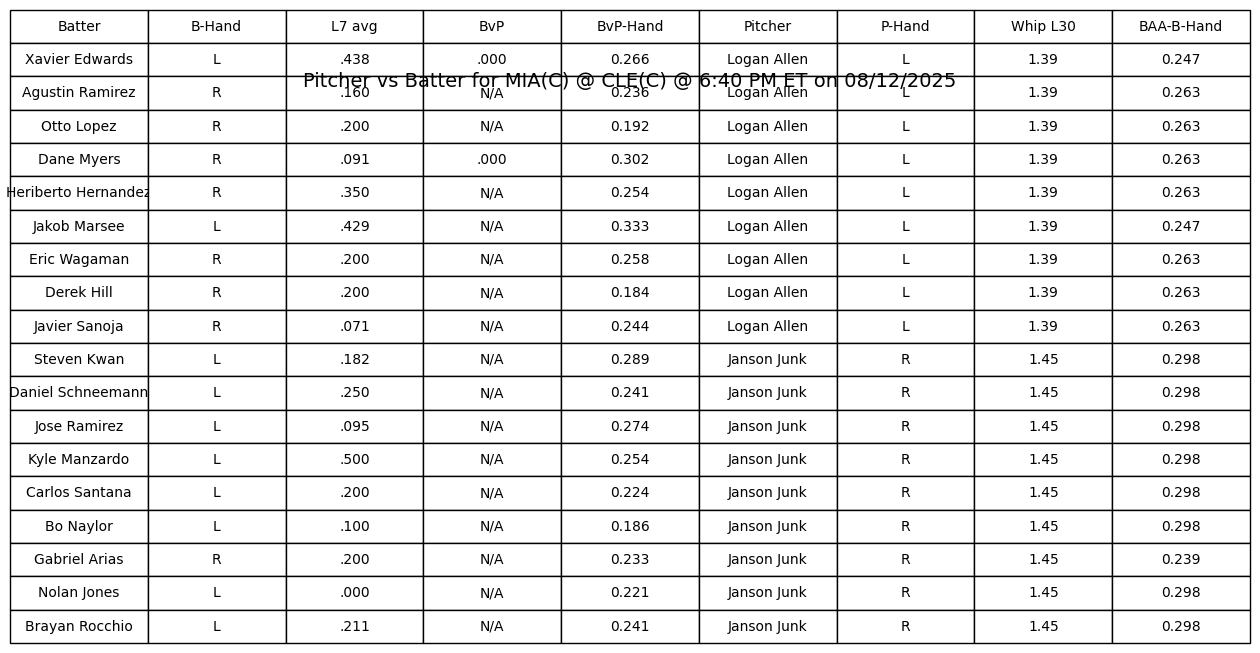 Batter B-Hand L7 avg BvP BvP-Hand Pitcher P-Hand Whip L30 BAA-B-Hand
Xavier Edwards L .438 .000 0.266 Logan Allen L 1.39 0.247
Pitcher vs Batter for MIA(C) @ CLE(C) @ 6:40 PM ET on 08/12/2025
Agustin Ramirez R .160 N/A 0.236 Logan Allen L 1.39 0.263
Otto Lopez R .200 N/A 0.192 Logan Allen L 1.39 0.263
Dane Myers R .091 .000 0.302 Logan Allen L 1.39 0.263
Heriberto Hernandez R .350 N/A 0.254 Logan Allen L 1.39 0.263
Jakob Marsee L .429 N/A 0.333 Logan Allen L 1.39 0.247
Eric Wagaman R .200 N/A 0.258 Logan Allen L 1.39 0.263
Derek Hill R .200 N/A 0.184 Logan Allen L 1.39 0.263
Javier Sanoja R .071 N/A 0.244 Logan Allen L 1.39 0.263
Steven Kwan L .182 N/A 0.289 Janson Junk R 1.45 0.298
Daniel Schneemann L .250 N/A 0.241 Janson Junk R 1.45 0.298
Jose Ramirez L .095 N/A 0.274 Janson Junk R 1.45 0.298
Kyle Manzardo L .500 N/A 0.254 Janson Junk R 1.45 0.298
Carlos Santana L .200 N/A 0.224 Janson Junk R 1.45 0.298
Bo Naylor L .100 N/A 0.186 Janson Junk R 1.45 0.298
Gabriel Arias R .200 N/A 0.233 Janson Junk R 1.45 0.239
Nolan Jones L .000 N/A 0.221 Janson Junk R 1.45 0.298
Brayan Rocchio L .211 N/A 0.241 Janson Junk R 1.45 0.298